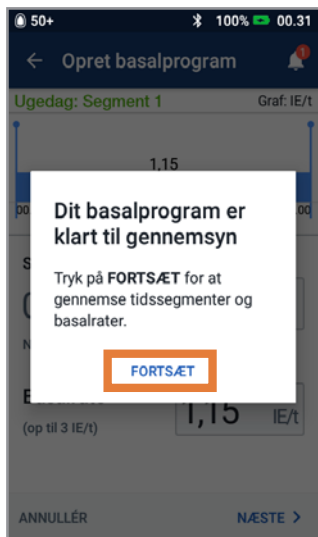 50+ 100% 00.31
Opret basalprogram
Ugedag: Segment 1 Graf: IE/t
1,15
Dit basalprogram er
klart til gennemsyn
Tryk på FORTSÆT for at
gennemse tidssegmenter og
basalrater.
FORTSÆT
1,15 IE/t
(op til 3 IE/t)
ANNULLÉR NÆSTE >